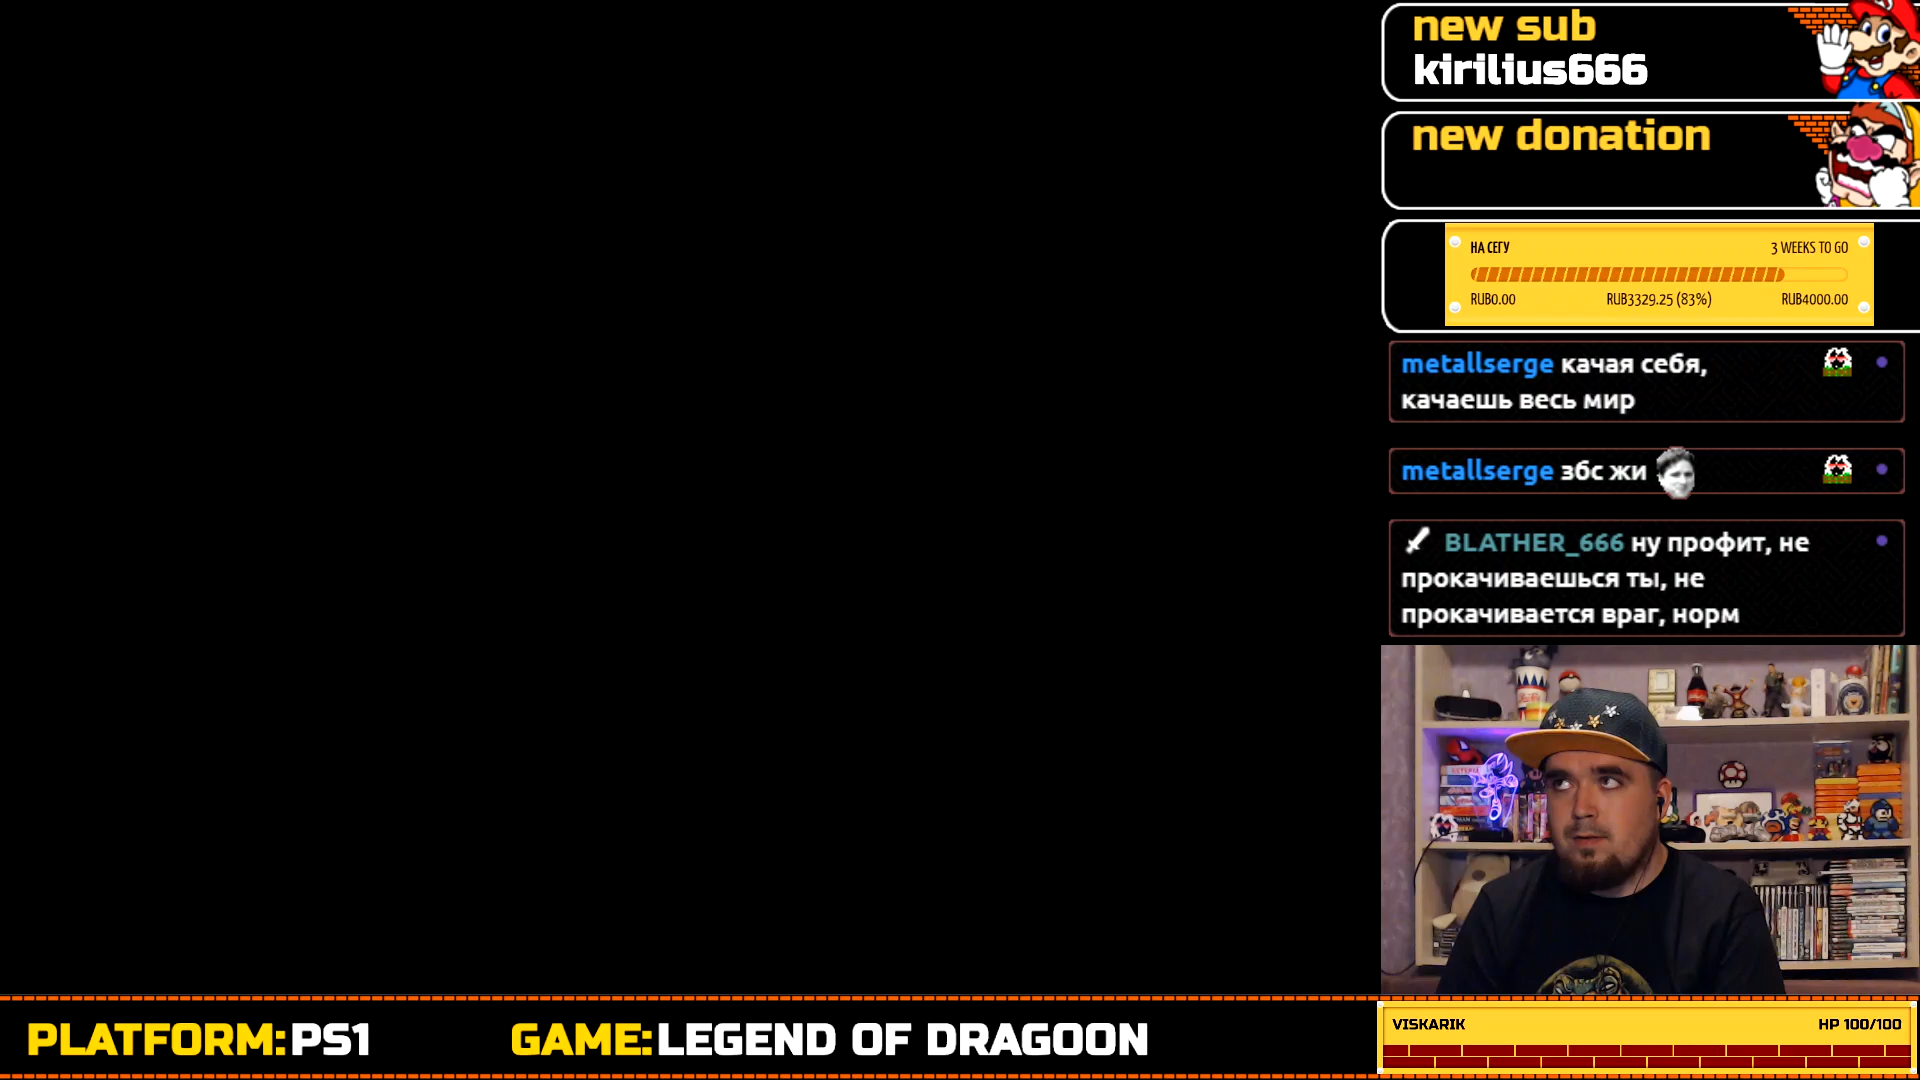 new sub
kirilius666
new donation
НА СЕГУ 3 WEEKS TO GO
RUB0.00 RUB3329.25 (83%) RUB4000.00
metallserge качая себя,
качаешь весь мир
metallserge збс жи
BLATHER_666 ну профит, не
прокачиваешься ты, не
прокачивается враг, норм
PLATFORM:PS1 GAME:LEGEND OF DRAGOON
VISKARIK HP 100/100